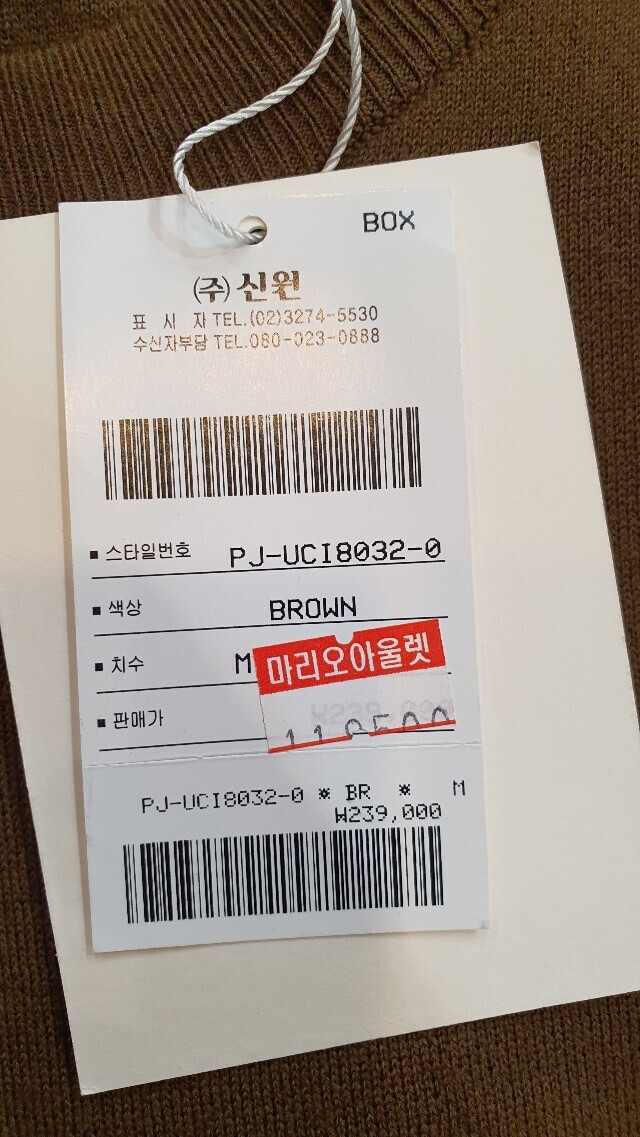 BOX
(주) 신원
표 시 자 TEL.(02)3274-5530
수신자부담 TEL.080-023-0888
■ 스타일번호 PJ-UCI8032-0
■ 색상 BROWN
■ 치수 M
마리오아울렛
■ 판매가
PJ-UCI8032-0 * BR * M
₩239,000